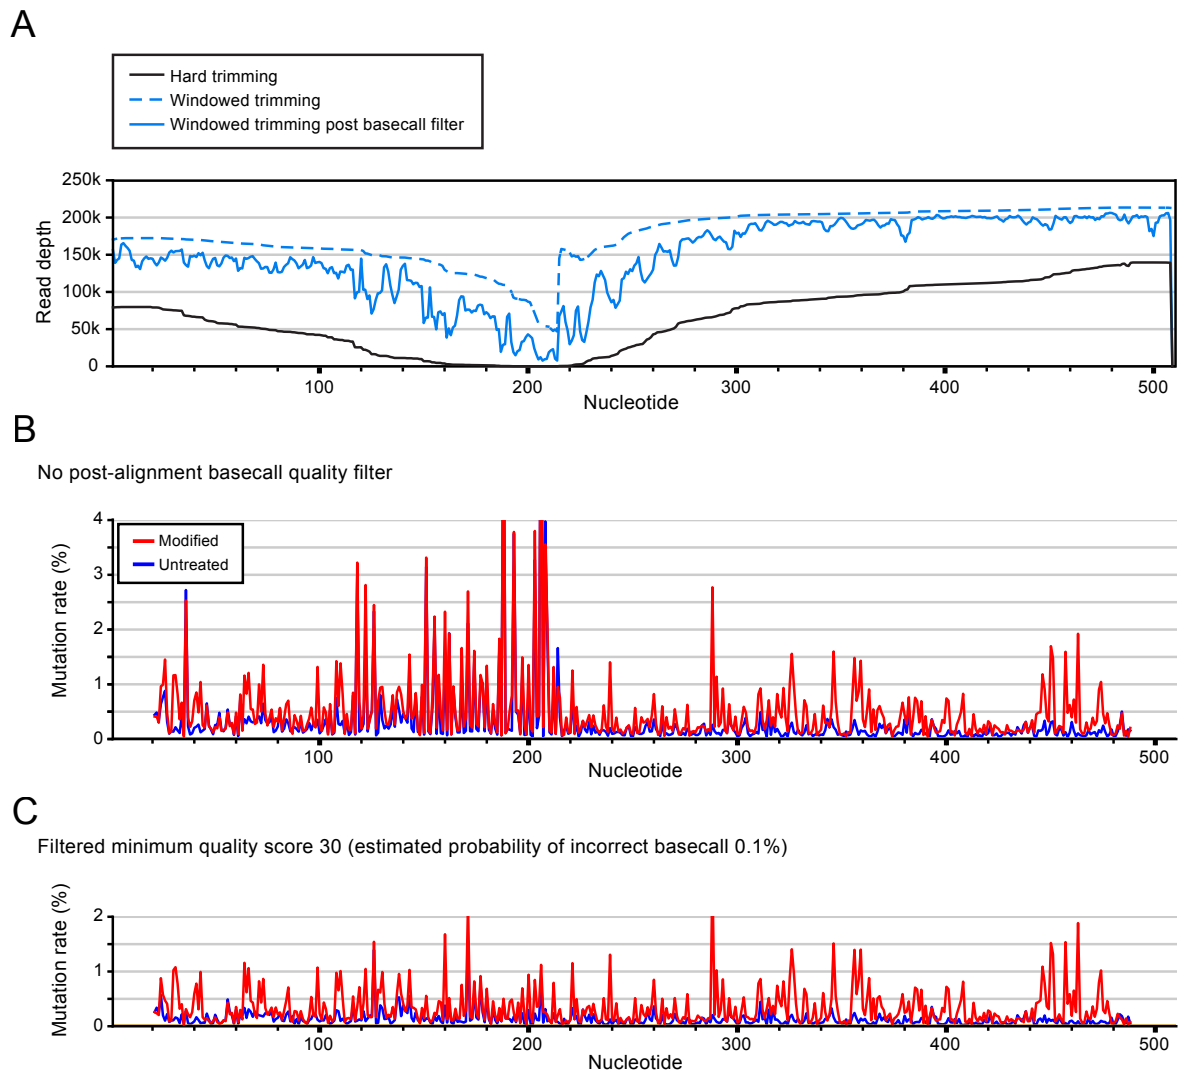 A
Hard trimming
Windowed trimming
Windowed trimming post basecall filter
250k
200k
150k
100k
50k
0
Read depth
100
200
300
400
500
Nucleotide
B
No post-alignment basecall quality filter
4
3
2
1
0
Mutation rate (%)
Modified
Untreated
100
200
300
400
500
Nucleotide
C
Filtered minimum quality score 30 (estimated probability of incorrect basecall 0.1%)
2
1
0
Mutation rate (%)
100
200
300
400
500
Nucleotide